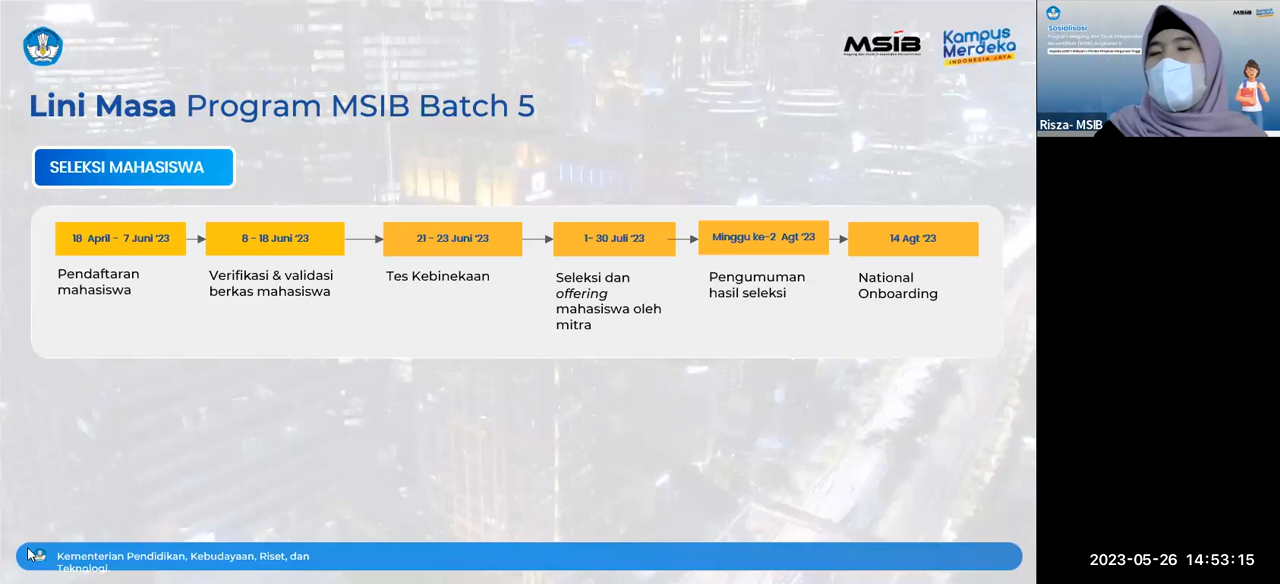 MSIB
Kampus
Merdeka
INDONESIA JAYA
Lini Masa Program MSIB Batch 5
SELEKSI MAHASISWA
18 April - 7 Juni '23
8 - 18 Juni '23
21 - 23 Juni '23
1- 30 Juli '23
Minggu ke-2 Agt '23
14 Agt '23
Pendaftaran
mahasiswa
Verifikasi & validasi
berkas mahasiswa
Tes Kebinekaan
Seleksi dan
offering
mahasiswa oleh
mitra
Pengumuman
hasil seleksi
National
Onboarding
Kementerian Pendidikan, Kebudayaan, Riset, dan
Teknologi.
Sosialisasi
MSIB
Kampus
Merdeka
Risza- MSIB
2023-05-26 14:53:15